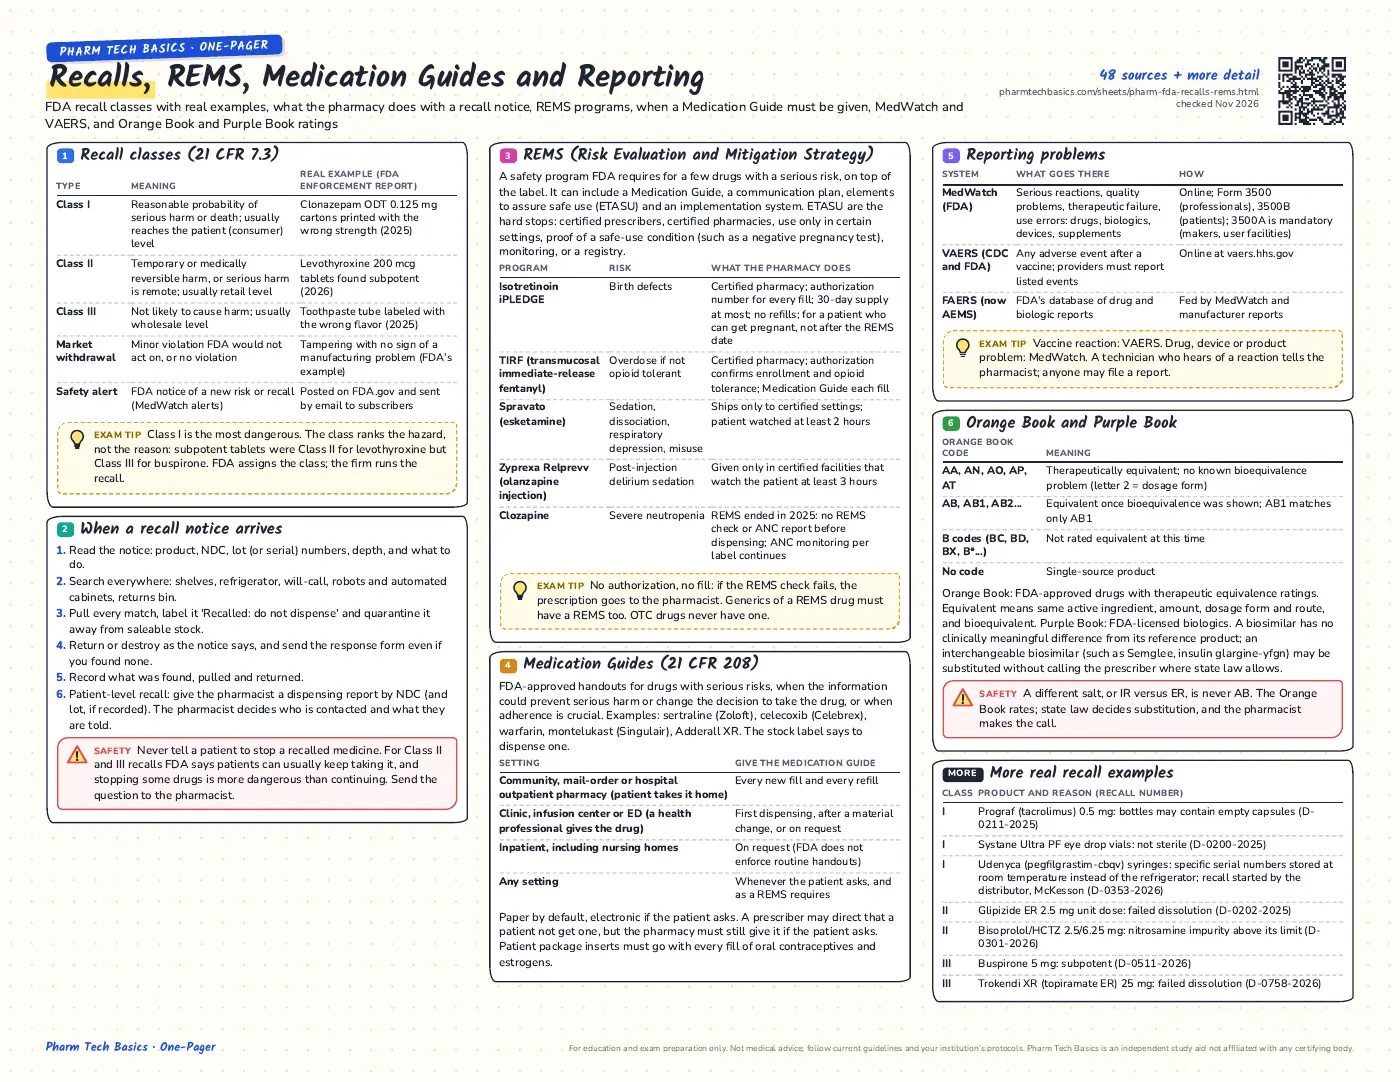 PHARM TECH BASICS · ONE-PAGER
Recalls, REMS, Medication Guides and Reporting
FDA recall classes with real examples, what the pharmacy does with a recall notice, REMS programs, when a Medication Guide must be given, MedWatch and
VAERS, and Orange Book and Purple Book ratings
48 sources + more detail
pharmtechbasics.com/sheets/pharm-fda-recalls-rems.html
checked Nov 2026
1 Recall classes (21 CFR 7.3)
REAL EXAMPLE (FDA
TYPE MEANING ENFORCEMENT REPORT)
Class I Reasonable probability of Clonazepam ODT 0.125 mg
serious harm or death; usually cartons printed with the
reaches the patient (consumer) wrong strength (2025)
level
Class II Temporary or medically Levothyroxine 200 mcg
reversible harm, or serious harm tablets found subpotent
is remote; usually retail level (2026)
Class III Not likely to cause harm; usually Toothpaste tube labeled with
wholesale level the wrong flavor (2025)
Market Minor violation FDA would not Tampering with no sign of a
withdrawal act on, or no violation manufacturing problem (FDA's
example)
Safety alert FDA notice of a new risk or recall Posted on FDA.gov and sent
(MedWatch alerts) by email to subscribers
EXAM TIP Class I is the most dangerous. The class ranks the hazard,
not the reason: subpotent tablets were Class II for levothyroxine but
Class III for buspirone. FDA assigns the class; the firm runs the
recall.
2 When a recall notice arrives
1. Read the notice: product, NDC, lot (or serial) numbers, depth, and what to
do.
2. Search everywhere: shelves, refrigerator, will-call, robots and automated
cabinets, returns bin.
3. Pull every match, label it 'Recalled: do not dispense' and quarantine it
away from saleable stock.
4. Return or destroy as the notice says, and send the response form even if
you found none.
5. Record what was found, pulled and returned.
6. Patient-level recall: give the pharmacist a dispensing report by NDC (and
lot, if recorded). The pharmacist decides who is contacted and what they
are told.
SAFETY Never tell a patient to stop a recalled medicine. For Class II
and III recalls FDA says patients can usually keep taking it, and
stopping some drugs is more dangerous than continuing. Send the
question to the pharmacist.
3 REMS (Risk Evaluation and Mitigation Strategy)
A safety program FDA requires for a few drugs with a serious risk, on top of
the label. It can include a Medication Guide, a communication plan, elements
to assure safe use (ETASU) and an implementation system. ETASU are the
hard stops: certified prescribers, certified pharmacies, use only in certain
settings, proof of a safe-use condition (such as a negative pregnancy test),
monitoring, or a registry.
PROGRAM RISK WHAT THE PHARMACY DOES
Isotretinoin Birth defects Certified pharmacy; authorization
iPLEDGE number for every fill; 30-day supply
at most; no refills; for a patient who
can get pregnant, not after the REMS
date
TIRF (transmucosal Overdose if not Certified pharmacy; authorization
immediate-release opioid tolerant confirms enrollment and opioid
fentanyl) tolerance; Medication Guide each fill
Spravato Sedation, Ships only to certified settings;
(esketamine) dissociation, patient watched at least 2 hours
respiratory
depression, misuse
Zyprexa Relprevv Post-injection Given only in certified facilities that
(olanzapine delirium sedation watch the patient at least 3 hours
injection)
Clozapine Severe neutropenia REMS ended in 2025: no REMS
check or ANC report before
dispensing; ANC monitoring per
label continues
EXAM TIP No authorization, no fill: if the REMS check fails, the
prescription goes to the pharmacist. Generics of a REMS drug must
have a REMS too. OTC drugs never have one.
4 Medication Guides (21 CFR 208)
FDA-approved handouts for drugs with serious risks, when the information
could prevent serious harm or change the decision to take the drug, or when
adherence is crucial. Examples: sertraline (Zoloft), celecoxib (Celebrex),
warfarin, montelukast (Singulair), Adderall XR. The stock label says to
dispense one.
SETTING GIVE THE MEDICATION GUIDE
Community, mail-order or hospital Every new fill and every refill
outpatient pharmacy (patient takes it home)
Clinic, infusion center or ED (a health First dispensing, after a material
professional gives the drug) change, or on request
Inpatient, including nursing homes On request (FDA does not
enforce routine handouts)
Any setting Whenever the patient asks, and
as a REMS requires
Paper by default, electronic if the patient asks. A prescriber may direct that a
patient not get one, but the pharmacy must still give it if the patient asks.
Patient package inserts must go with every fill of oral contraceptives and
estrogens.
5 Reporting problems
SYSTEM WHAT GOES THERE HOW
MedWatch Serious reactions, quality Online; Form 3500
(FDA) problems, therapeutic failure, (professionals), 3500B
use errors: drugs, biologics, (patients); 3500A is mandatory
devices, supplements (makers, user facilities)
VAERS (CDC Any adverse event after a Online at vaers.hhs.gov
and FDA) vaccine; providers must report
listed events
FAERS (now FDA's database of drug and Fed by MedWatch and
AEMS) biologic reports manufacturer reports
EXAM TIP Vaccine reaction: VAERS. Drug, device or product
problem: MedWatch. A technician who hears of a reaction tells the
pharmacist; anyone may file a report.
6 Orange Book and Purple Book
ORANGE BOOK
CODE MEANING
AA, AN, AO, AP, Therapeutically equivalent; no known bioequivalence
AT problem (letter 2 = dosage form)
AB, AB1, AB2... Equivalent once bioequivalence was shown; AB1 matches
only AB1
B codes (BC, BD, Not rated equivalent at this time
BX, B*...)
No code Single-source product
Orange Book: FDA-approved drugs with therapeutic equivalence ratings.
Equivalent means same active ingredient, amount, dosage form and route,
and bioequivalent. Purple Book: FDA-licensed biologics. A biosimilar has no
clinically meaningful difference from its reference product; an
interchangeable biosimilar (such as Semglee, insulin glargine-yfgn) may be
substituted without calling the prescriber where state law allows.
SAFETY A different salt, or IR versus ER, is never AB. The Orange
Book rates; state law decides substitution, and the pharmacist
makes the call.
MORE More real recall examples
CLASS PRODUCT AND REASON (RECALL NUMBER)
I Prograf (tacrolimus) 0.5 mg: bottles may contain empty capsules (D-
0211-2025)
I Systane Ultra PF eye drop vials: not sterile (D-0200-2025)
I Udenyca (pegfilgrastim-cbqv) syringes: specific serial numbers stored at
room temperature instead of the refrigerator; recall started by the
distributor, McKesson (D-0353-2026)
II Glipizide ER 2.5 mg unit dose: failed dissolution (D-0202-2025)
II Bisoprolol/HCTZ 2.5/6.25 mg: nitrosamine impurity above its limit (D-
0301-2026)
III Buspirone 5 mg: subpotent (D-0511-2026)
III Trokendi XR (topiramate ER) 25 mg: failed dissolution (D-0758-2026)
Pharm Tech Basics · One-Pager
For education and exam preparation only. Not medical advice; follow current guidelines and your institution's protocols. Pharm Tech Basics is an independent study aid not affiliated with any certifying body.